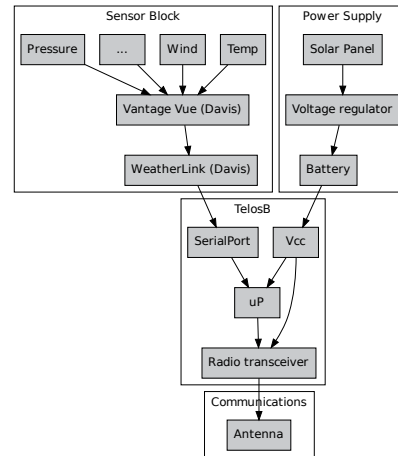 Sensor Block
Power Supply
Pressure
...
Wind
Temp
Solar Panel
Vantage Vue (Davis)
Voltage regulator
WeatherLink (Davis)
Battery
TelosB
SerialPort
Vcc
uP
Radio transceiver
Communications
Antenna